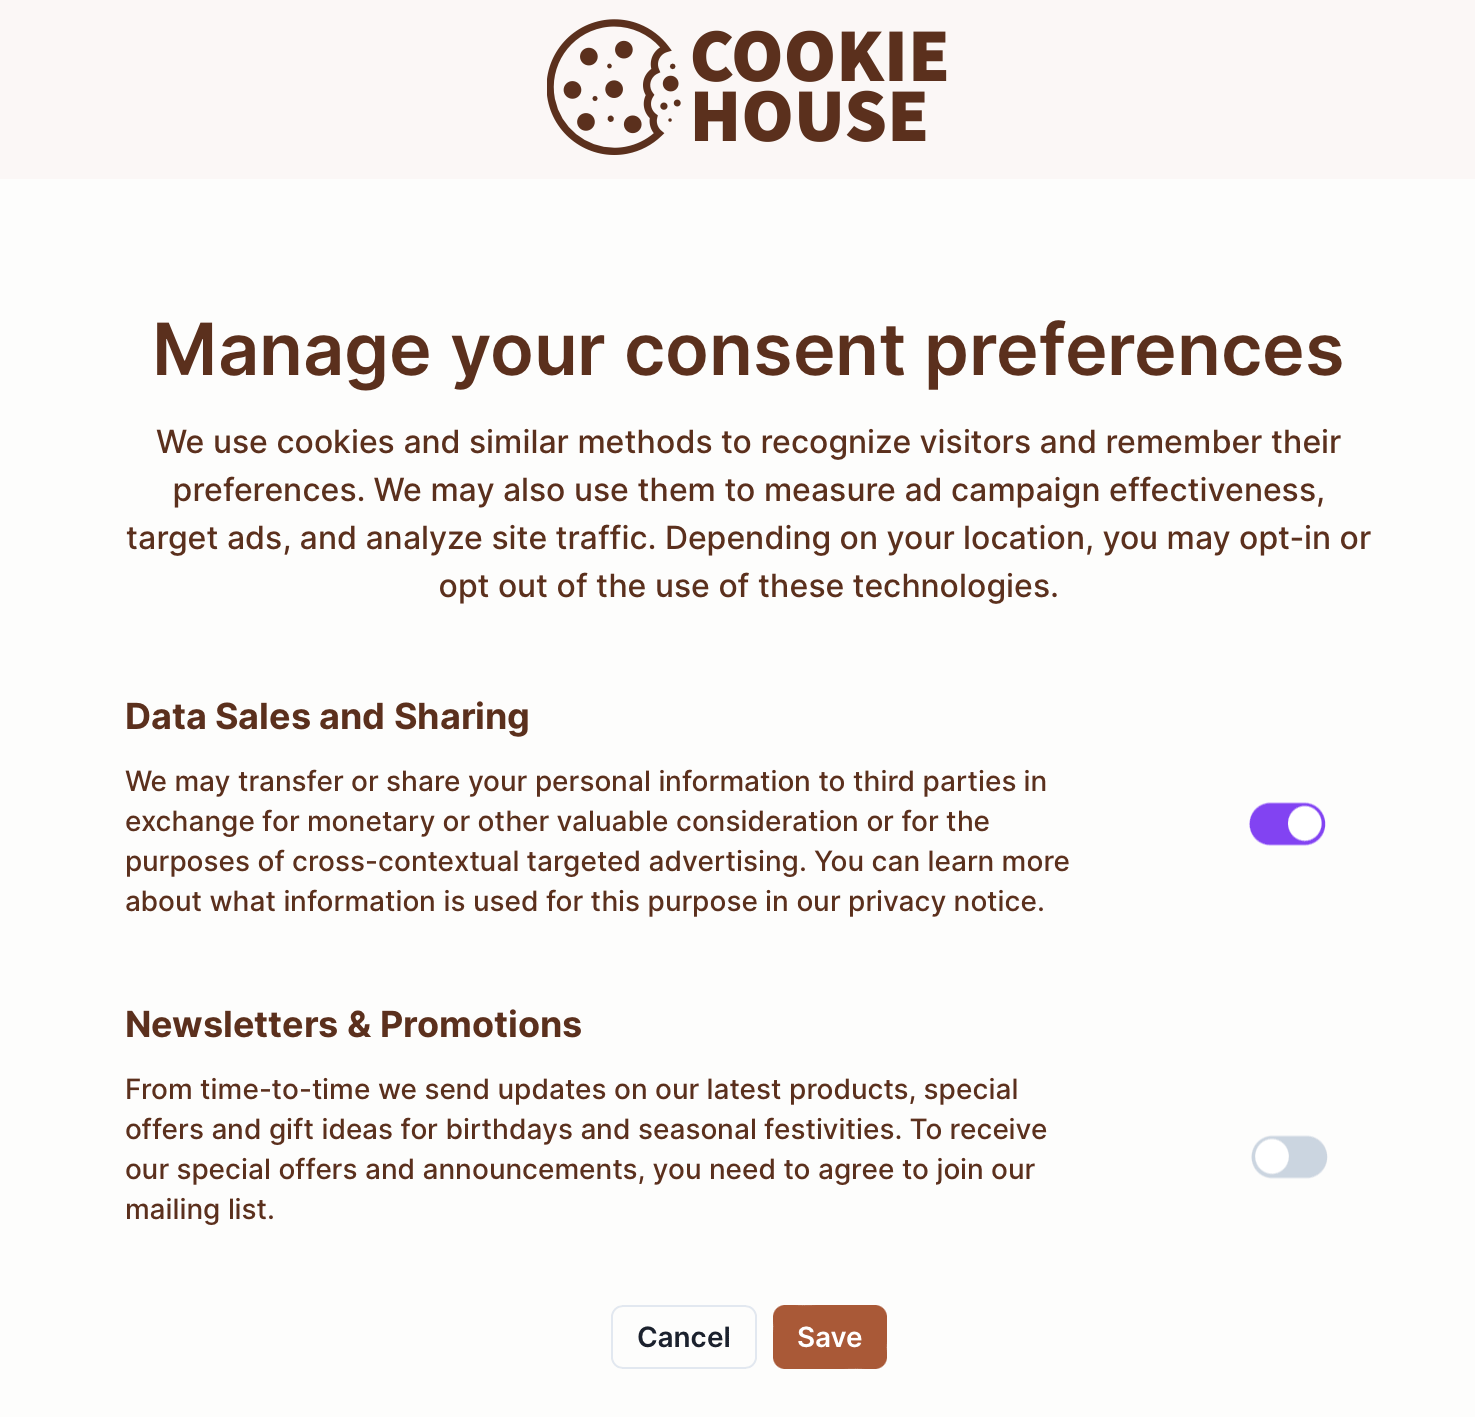 COOKIE
HOUSE
Manage your consent preferences
We use cookies and similar methods to recognize visitors and remember their
preferences. We may also use them to measure ad campaign effectiveness,
target ads, and analyze site traffic. Depending on your location, you may opt-in or
opt out of the use of these technologies.
Data Sales and Sharing
We may transfer or share your personal information to third parties in
exchange for monetary or other valuable consideration or for the
purposes of cross-contextual targeted advertising. You can learn more
about what information is used for this purpose in our privacy notice.
Newsletters & Promotions
From time-to-time we send updates on our latest products, special
offers and gift ideas for birthdays and seasonal festivities. To receive
our special offers and announcements, you need to agree to join our
mailing list.
Cancel
Save